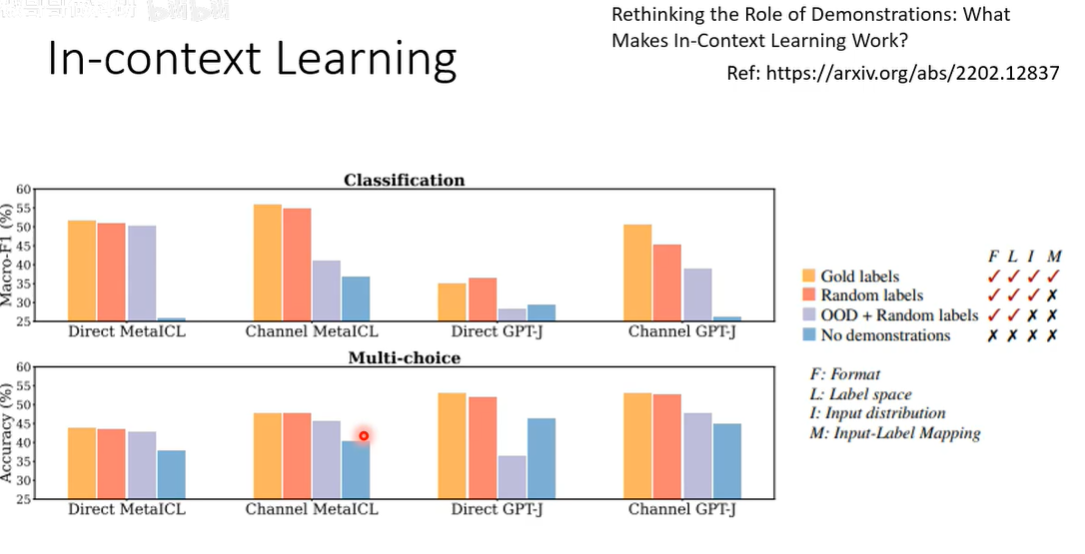 In-context Learning
Rethinking the Role of Demonstrations: What
Makes In-Context Learning Work?
Ref: https://arxiv.org/abs/2202.12837
Classification
Macro-F1 (%)
60
55
50
45
40
35
30
25
Direct MetaICL
Channel MetaICL
Direct GPT-J
Channel GPT-J
Multi-choice
Accuracy (%)
60
55
50
45
40
35
30
25
Direct MetaICL
Channel MetaICL
Direct GPT-J
Channel GPT-J
F L I M
Gold labels ✓ ✓ ✓ ✓
Random labels ✓ ✓ ✓ ✗
OOD + Random labels ✓ ✓ ✗ ✗
No demonstrations ✗ ✗ ✗ ✗
F: Format
L: Label space
I: Input distribution
M: Input-Label Mapping